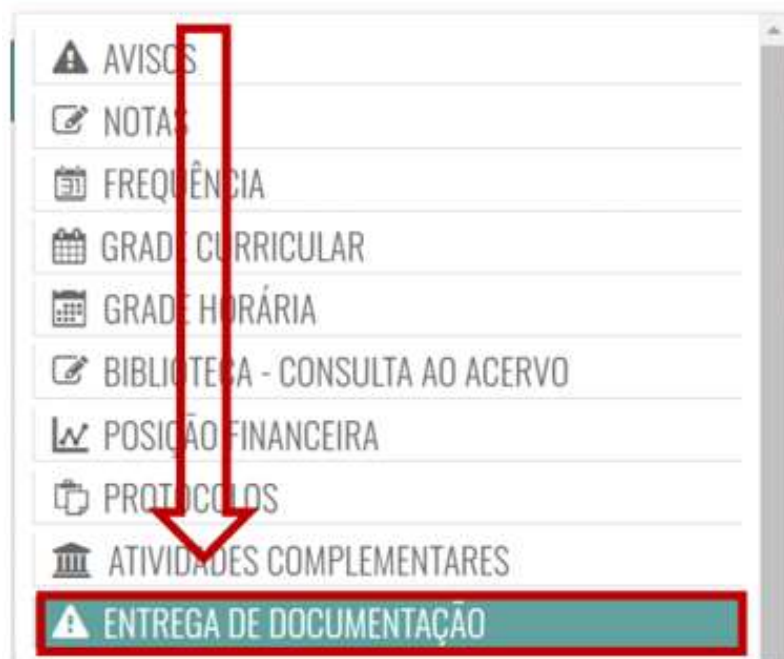 AVISOS
NOTAS
FREQUÊNCIA
GRADE CURRICULAR
GRADE HORÁRIA
BIBLIOTECA - CONSULTA AO ACERVO
POSIÇÃO FINANCEIRA
PROTOCOLOS
ATIVIDADES COMPLEMENTARES
ENTREGA DE DOCUMENTAÇÃO